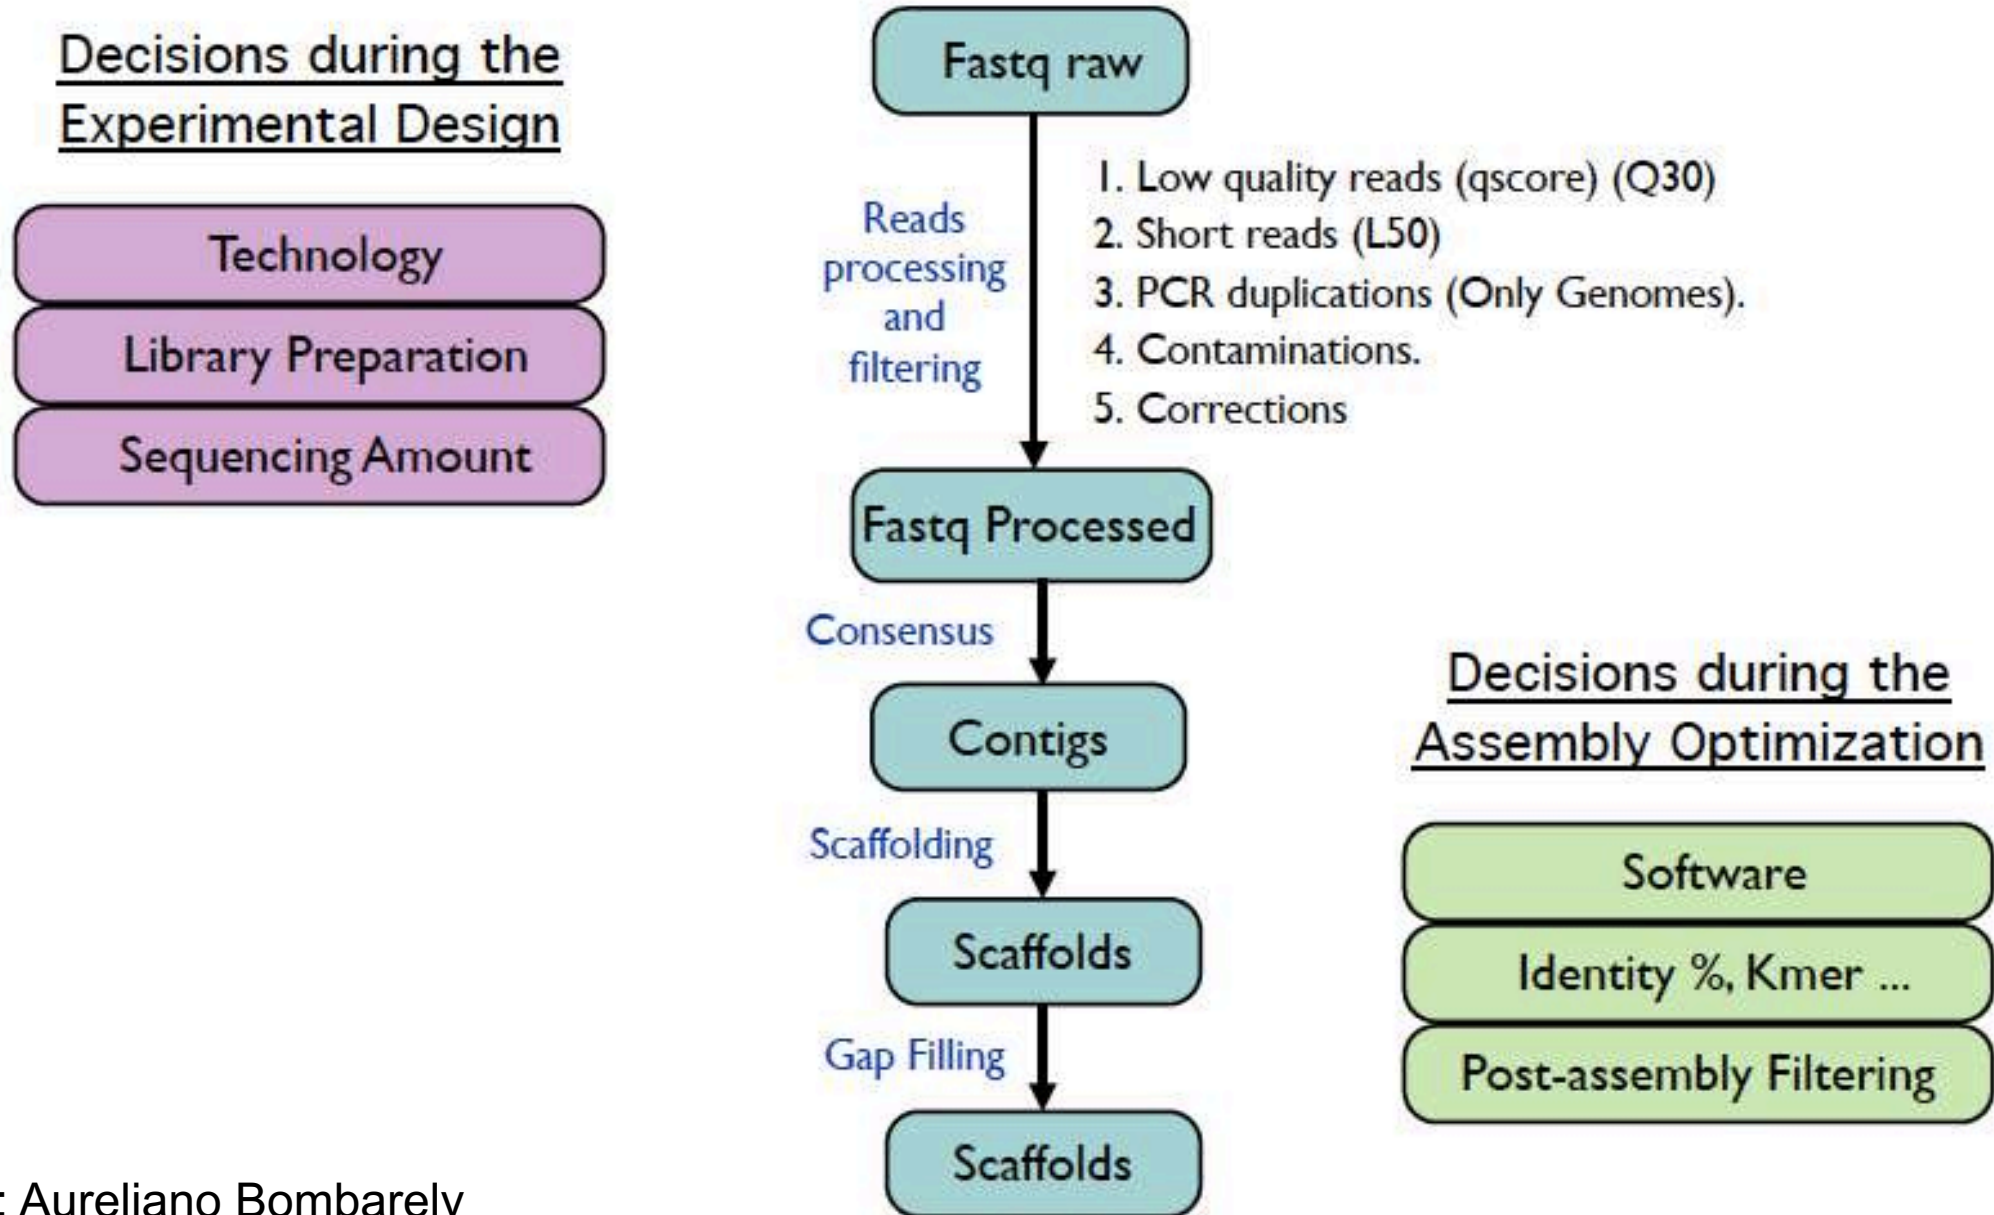 Decisions during the
Experimental Design
Technology
Library Preparation
Sequencing Amount
Fastq raw
Reads
processing
and
filtering
1. Low quality reads (qscore) (Q30)
2. Short reads (L50)
3. PCR duplications (Only Genomes).
4. Contaminations.
5. Corrections
Fastq Processed
Consensus
Contigs
Scaffolding
Scaffolds
Gap Filling
Scaffolds
Decisions during the
Assembly Optimization
Software
Identity %, Kmer ...
Post-assembly Filtering
: Aureliano Bombarely